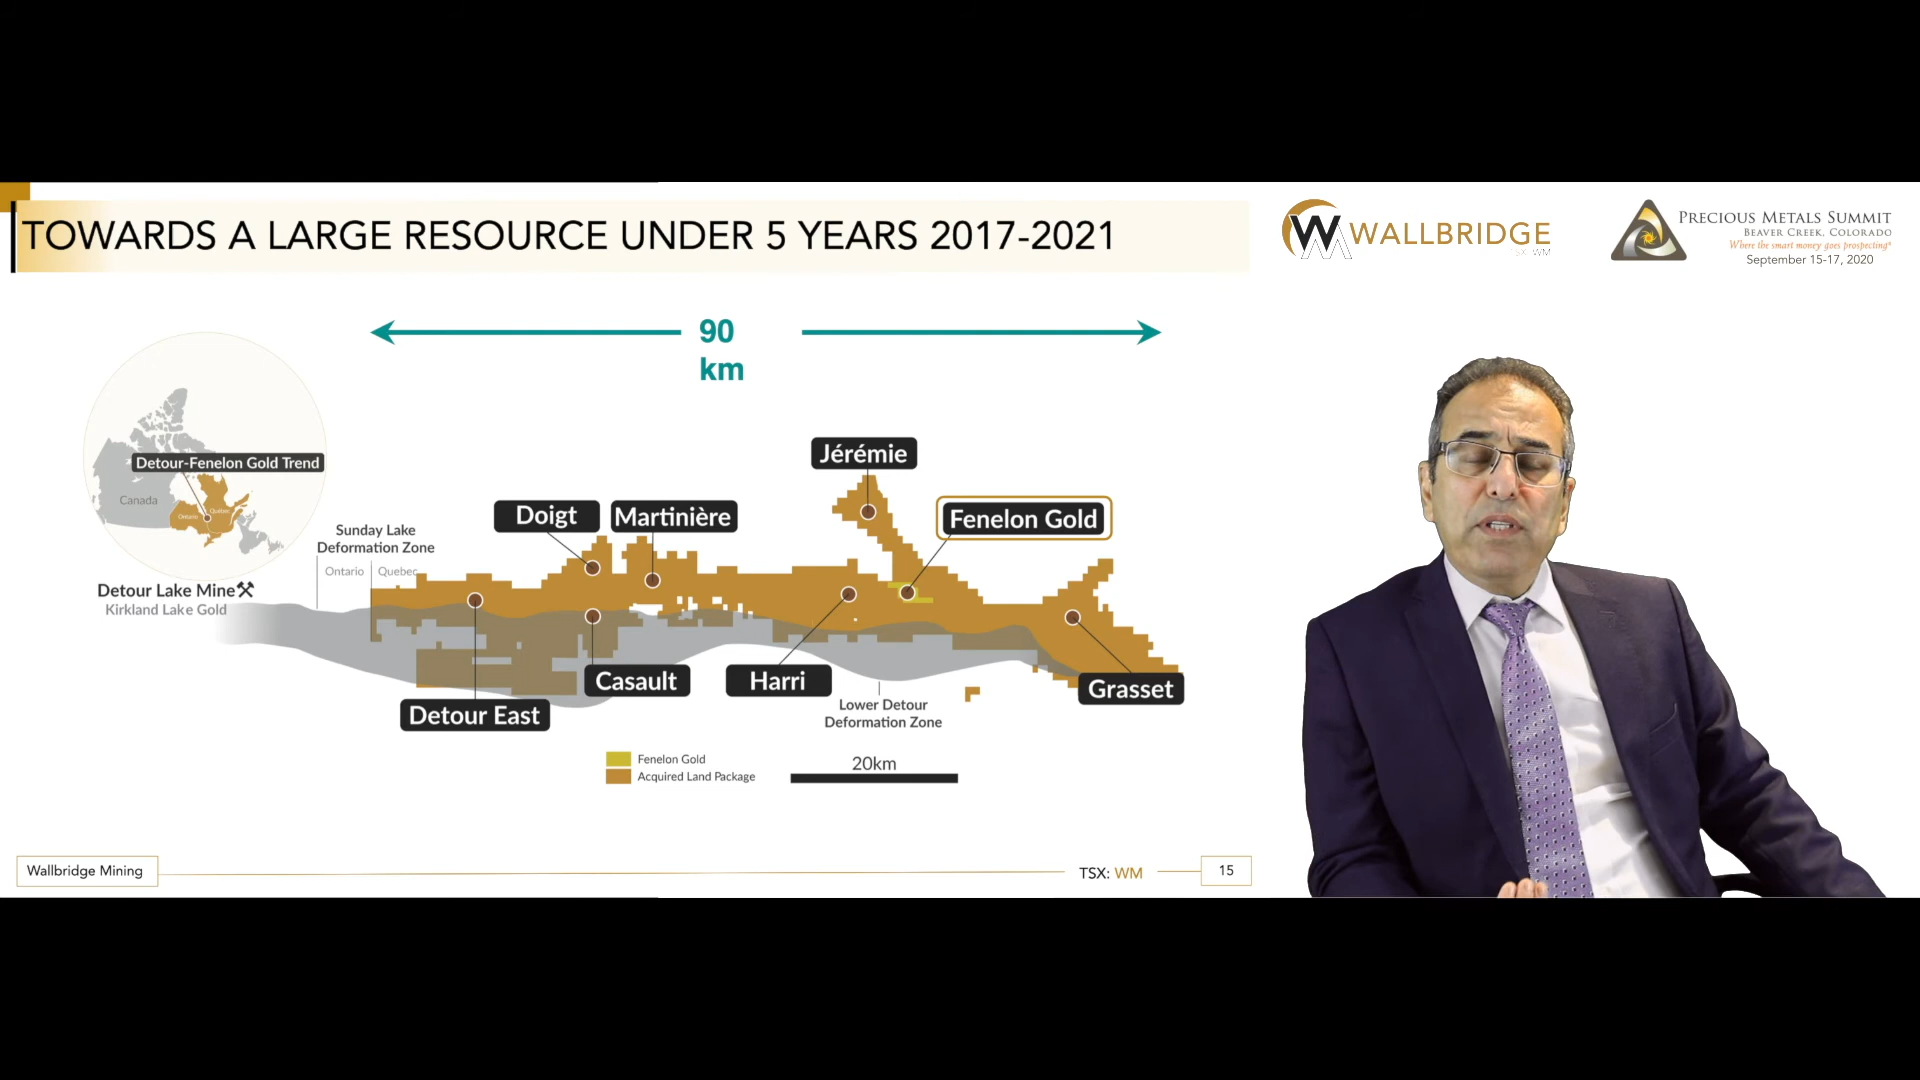 TOWARDS A LARGE RESOURCE UNDER 5 YEARS 2017-2021
WALLBRIDGE
TSX: WM
PRECIOUS METALS SUMMIT
BEAVER CREEK, COLORADO
Where the smart money goes prospecting®
September 15-17, 2020
90
km
Detour-Fenelon Gold Trend
Canada
Ontario
Quebec
Jérémie
Doigt
Martinière
Fenelon Gold
Sunday Lake
Deformation Zone
Ontario
Quebec
Detour Lake Mine
Kirkland Lake Gold
Casault
Harri
Grasset
Detour East
Lower Detour
Deformation Zone
Fenelon Gold
Acquired Land Package
20km
Wallbridge Mining
TSX: WM
15